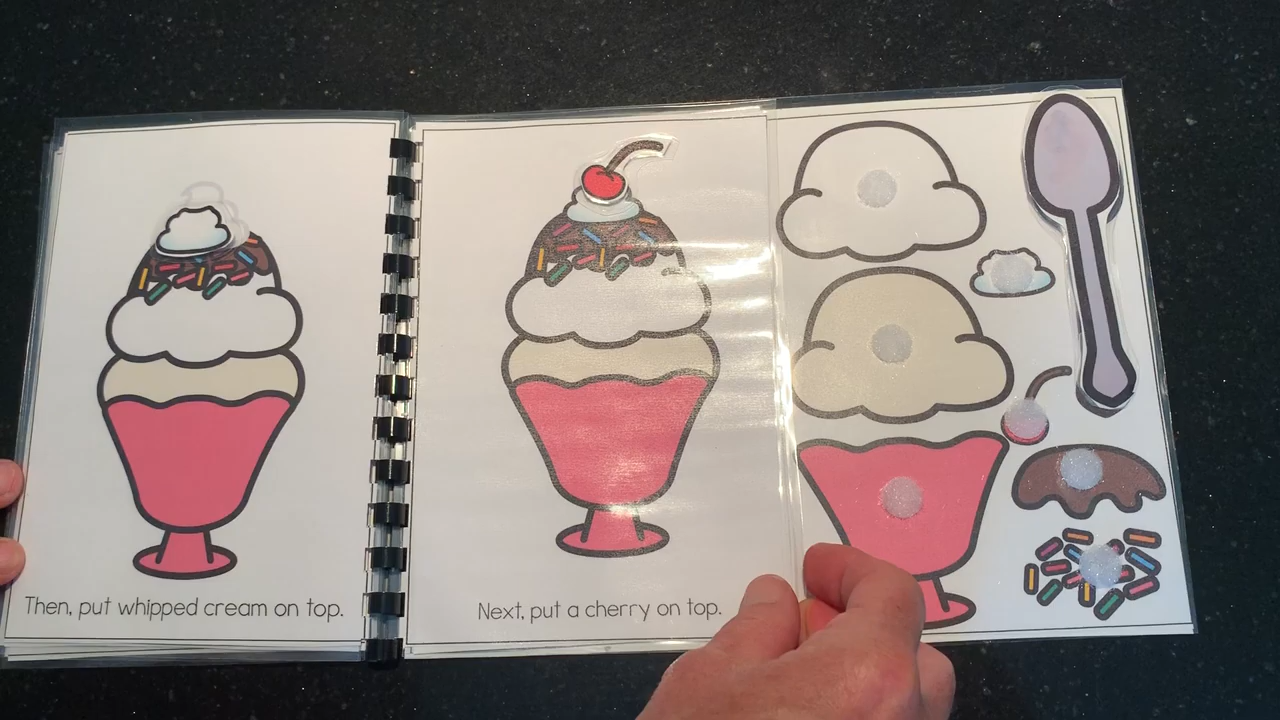 Then, put whipped cream on top.
Next, put a cherry on top.